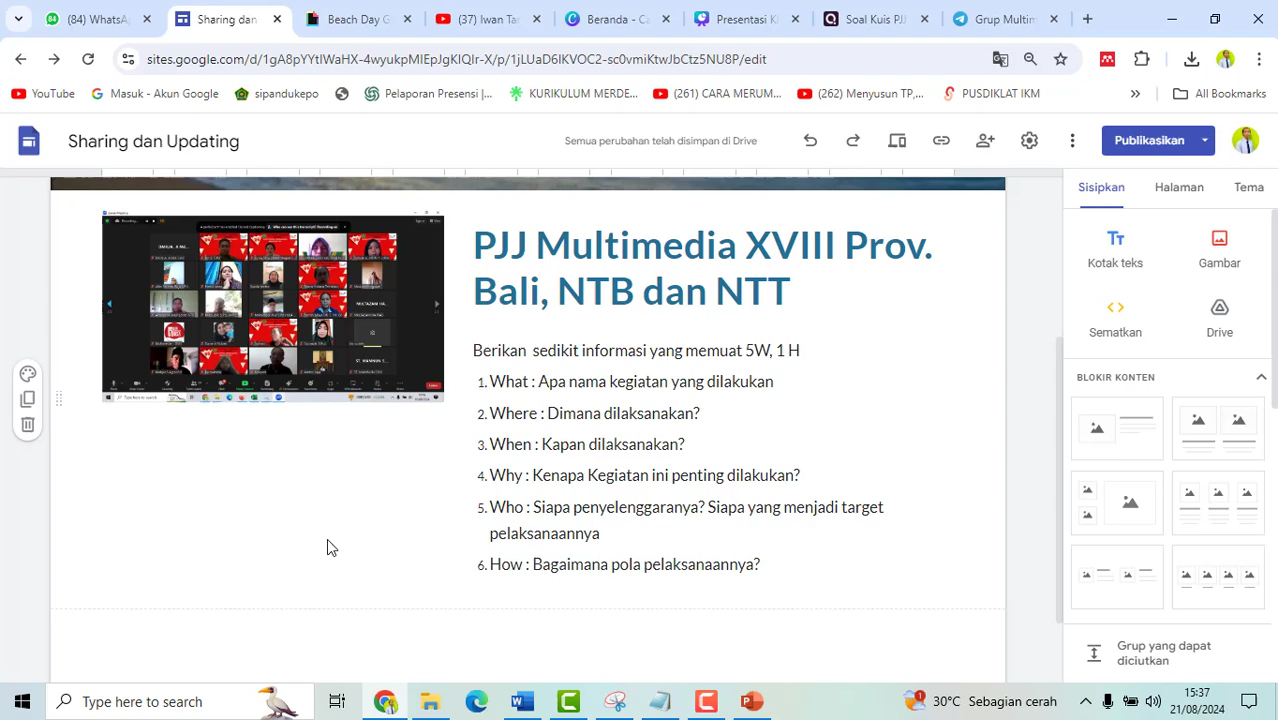 (84) WhatsA
Sharing dan
Beach Day G
(37) Iwan Ta
Beranda - Ca
Presentasi K
Soal Kuis PJJ
Grup Multim
sites.google.com/d/1gA8pYYtIWaHX-4wyukpMIEpJgKIQIr-X/p/1jUJaD6IKVOC2-sc0vmiKtwJbCtz5NU8P/edit
YouTube
Masuk - Akun Google
sipandukepo
Pelaporan Presensi |...
KURIKULUM MERDE...
(261) CARA MERUM...
(262) Menyusun TP,...
PUSDIKLAT IKM
All Bookmarks
Sharing dan Updating
Semua perubahan telah disimpan di Drive
Publikasikan
Sisipkan
Halaman
Tema
Kotak teks
Gambar
Sematkan
Drive
BLOKIR KONTEN
Grup yang dapat
diciutkan
PJJ Multimedia XVIII Prov.
Bali, NTB dan NTT
Berikan sedikit informasi yang memuat 5W, 1 H
1. What : Apa nama kegiatan yang dilakukan
2. Where : Dimana dilaksanakan?
3. When : Kapan dilaksanakan?
4. Why : Kenapa Kegiatan ini penting dilakukan?
5. Who : Siapa penyelenggaranya? Siapa yang menjadi target
pelaksanaannya
6. How : Bagaimana pola pelaksanaannya?
Type here to search
30°C Sebagian cerah
15:37
21/08/2024